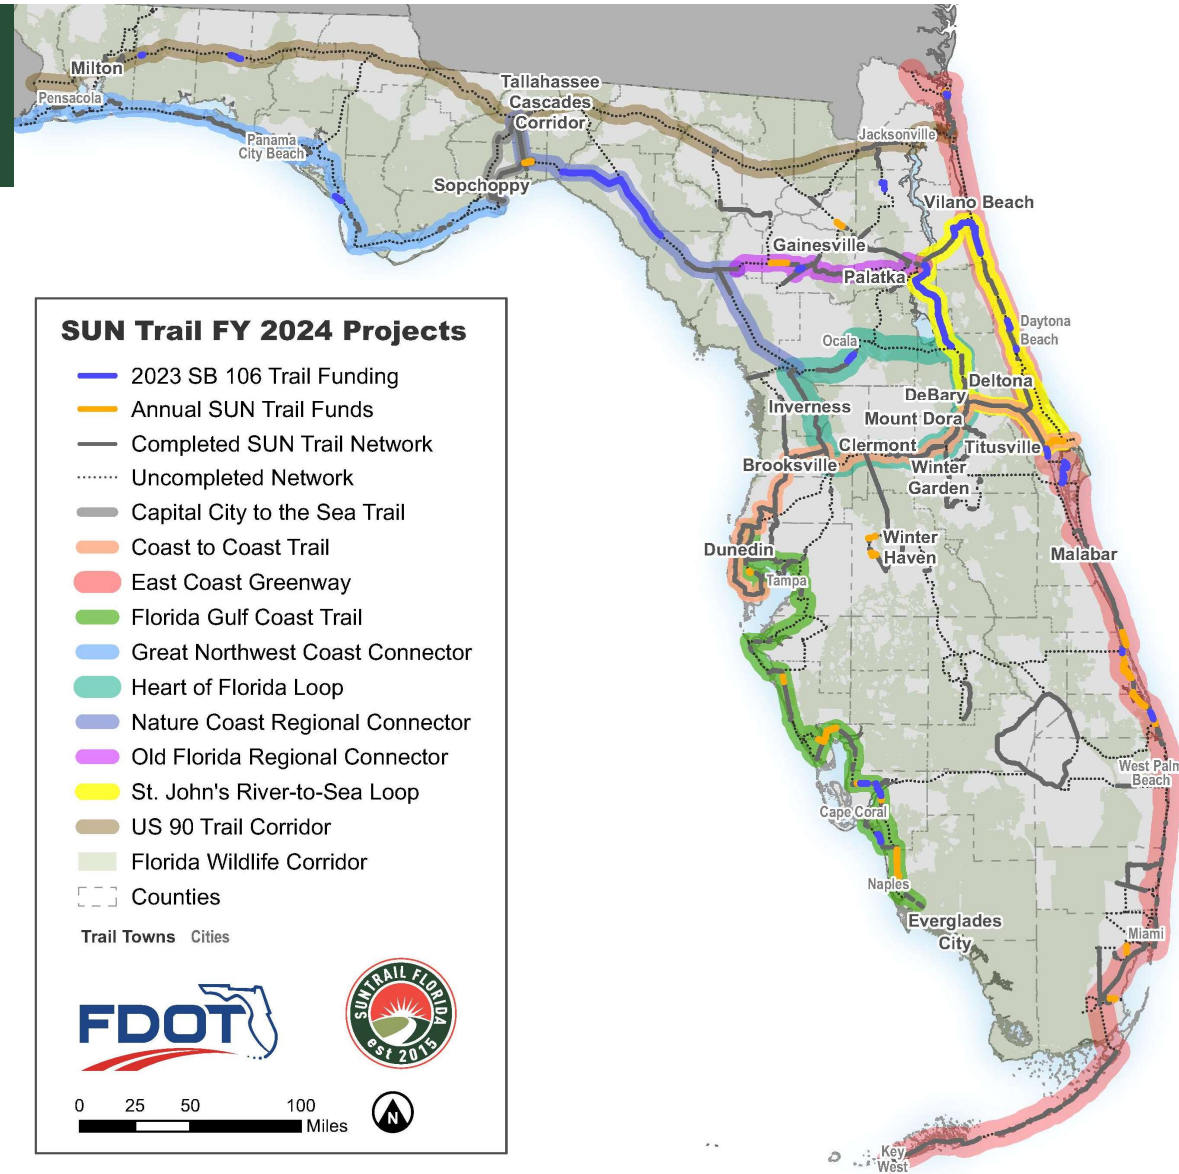 Milton
Pensacola
Panama
City Beach
Tallahassee
Cascades
Corridor
Sopchoppy
Jacksonville
Vilano Beach
Gainesville
Palatka
Ocala
Daytona
Beach
Deltona
DeBary
Inverness
Mount Dora
Clermont
Titusville
Brooksville
Winter
Garden
Dunedin
Tampa
Winter
Haven
Malabar
West Palm
Beach
Cape Coral
Naples
Everglades
City
Miami
Key
West
SUN Trail FY 2024 Projects
2023 SB 106 Trail Funding
Annual SUN Trail Funds
Completed SUN Trail Network
Uncompleted Network
Capital City to the Sea Trail
Coast to Coast Trail
East Coast Greenway
Florida Gulf Coast Trail
Great Northwest Coast Connector
Heart of Florida Loop
Nature Coast Regional Connector
Old Florida Regional Connector
St. John's River-to-Sea Loop
US 90 Trail Corridor
Florida Wildlife Corridor
Counties
Trail Towns Cities
FDOT
SUNTRAIL FLORIDA
est 2015
0 25 50 100
Miles
N